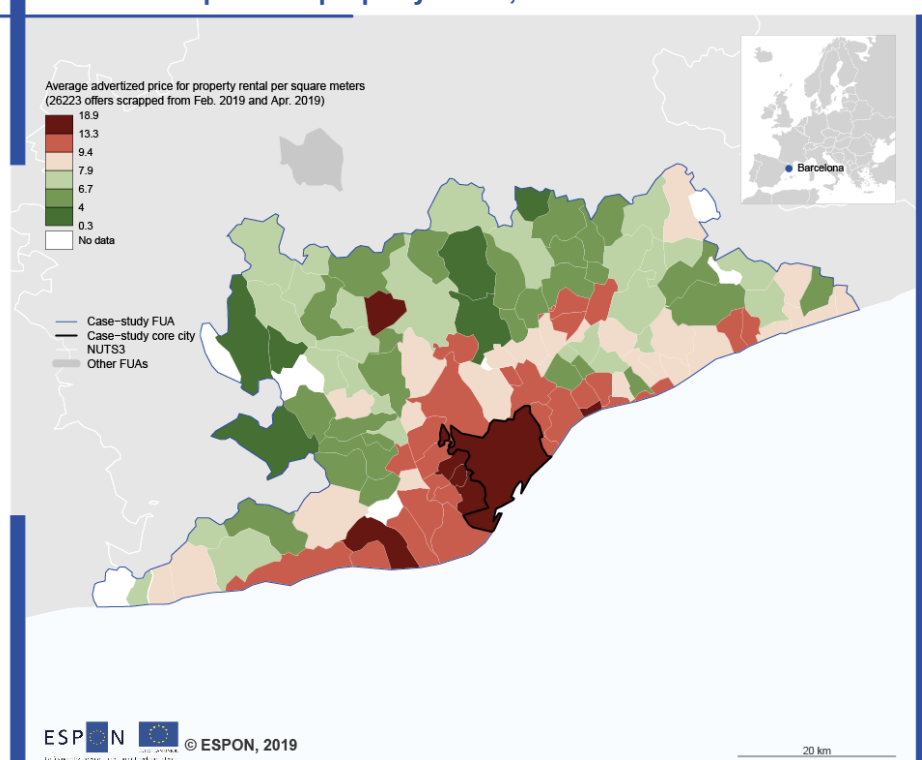 Average advertized price for property rental per square meters
(26223 offers scrapped from Feb. 2019 and Apr. 2019)
18.9
13.3
9.4
7.9
6.7
4
0.3
No data
Barcelona
Case-study FUA
Case-study core city
NUTS3
Other FUAs
ESPON
© ESPON, 2019
20 km